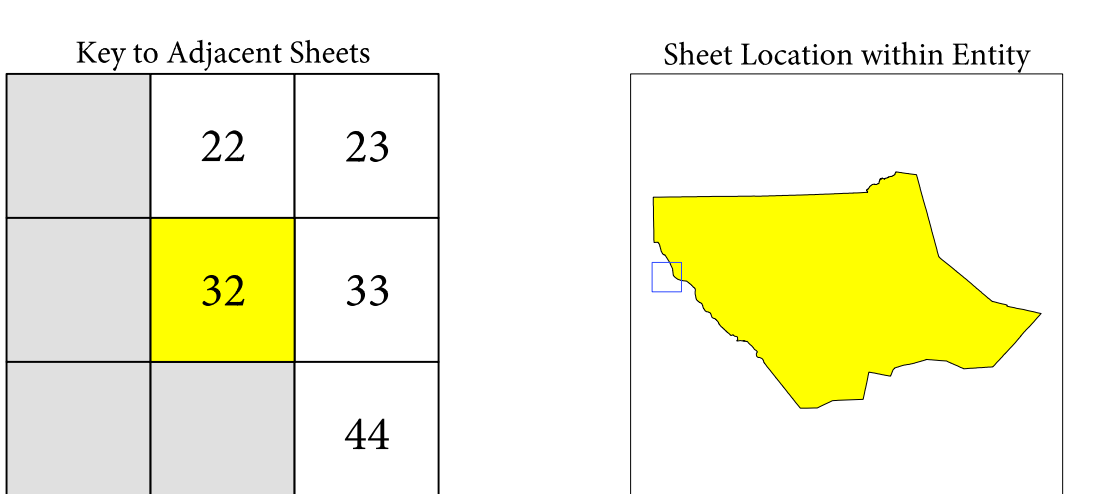 Key to Adjacent Sheets
22 23
32 33
44
Sheet Location within Entity